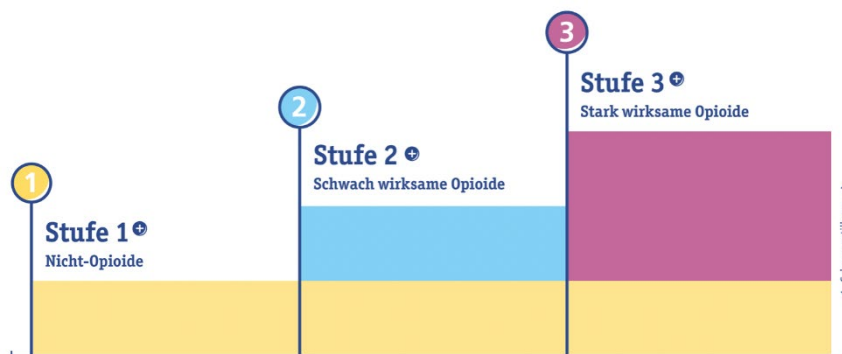 3
Stufe 3
Stark wirksame Opioide
2
Stufe 2
Schwach wirksame Opioide
1
Stufe 1
Nicht-Opioide